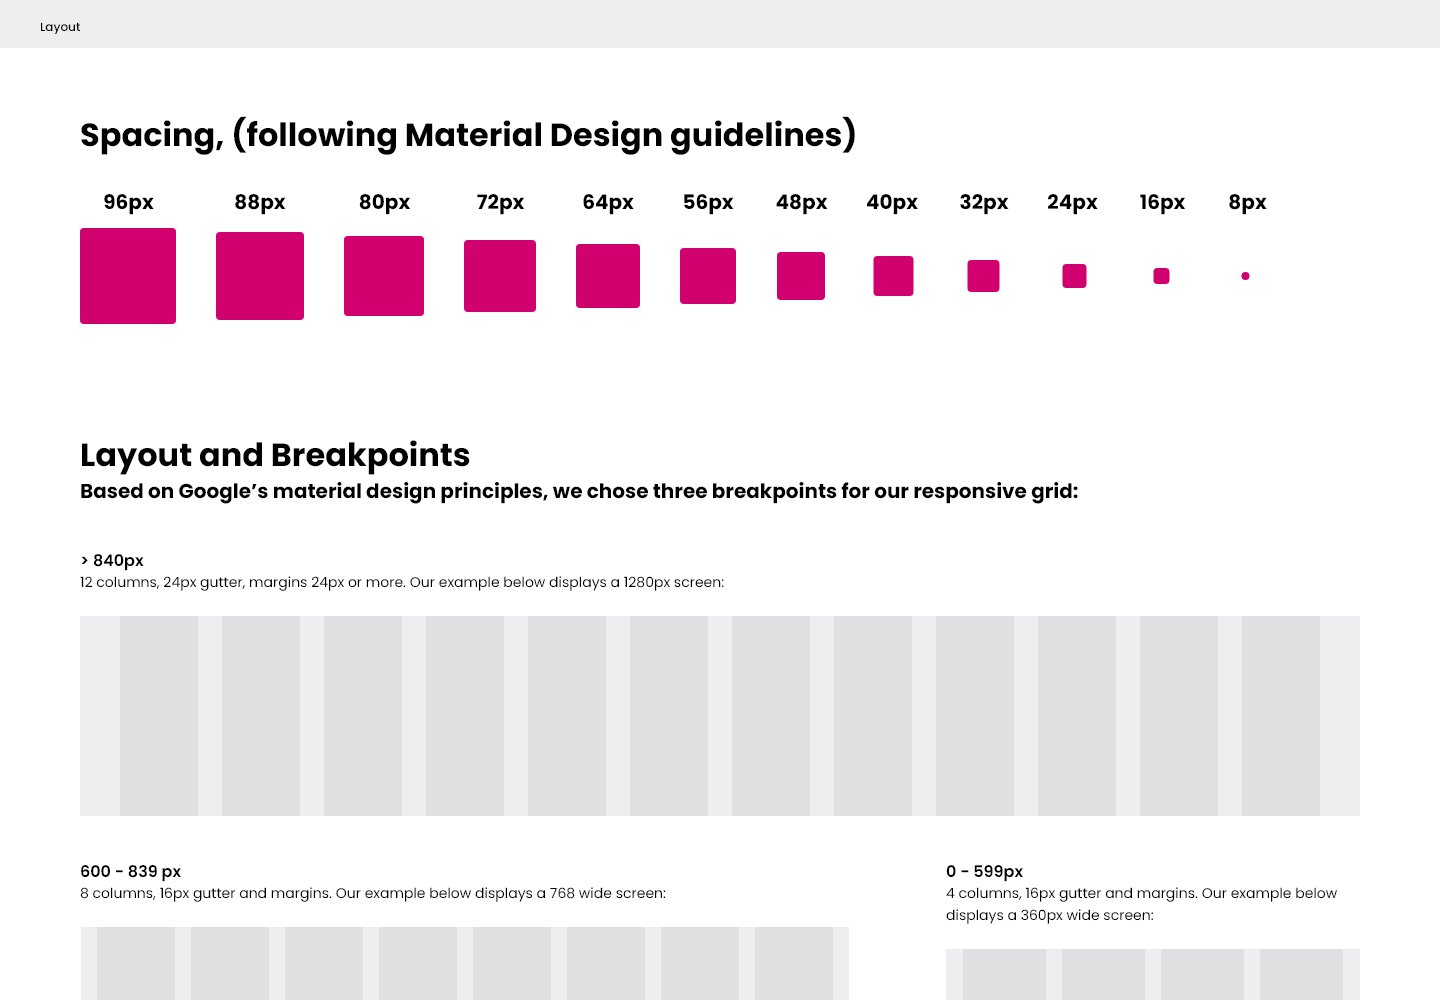 Layout
Spacing, (following Material Design guidelines)
96px 88px 80px 72px 64px 56px 48px 40px 32px 24px 16px 8px
Layout and Breakpoints
Based on Google’s material design principles, we chose three breakpoints for our responsive grid:
> 840px
12 columns, 24px gutter, margins 24px or more. Our example below displays a 1280px screen:
600 - 839 px
8 columns, 16px gutter and margins. Our example below displays a 768 wide screen:
0 - 599px
4 columns, 16px gutter and margins. Our example below
displays a 360px wide screen: